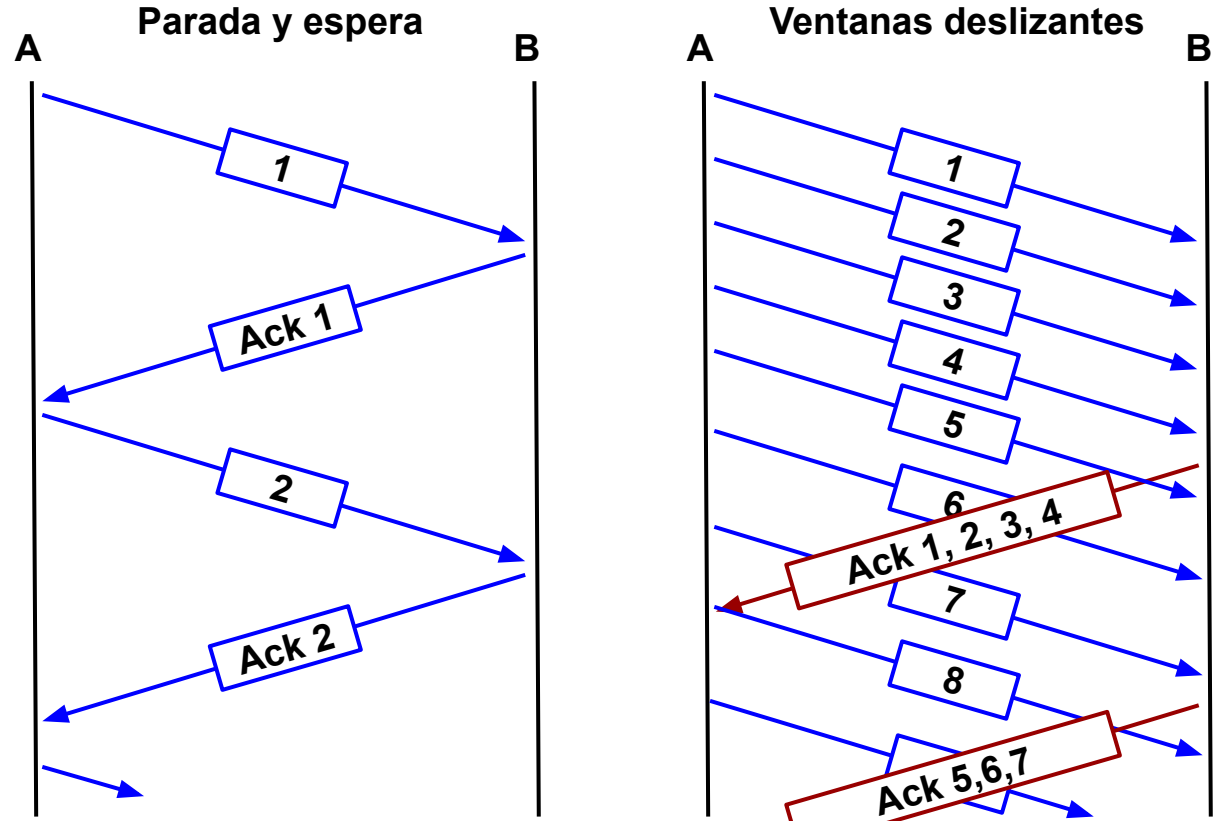 Parada y espera
A
B
1
Ack 1
2
Ack 2
Ventanas deslizantes
A
B
1
2
3
4
5
6
Ack 1, 2, 3, 4
7
8
Ack 5,6,7